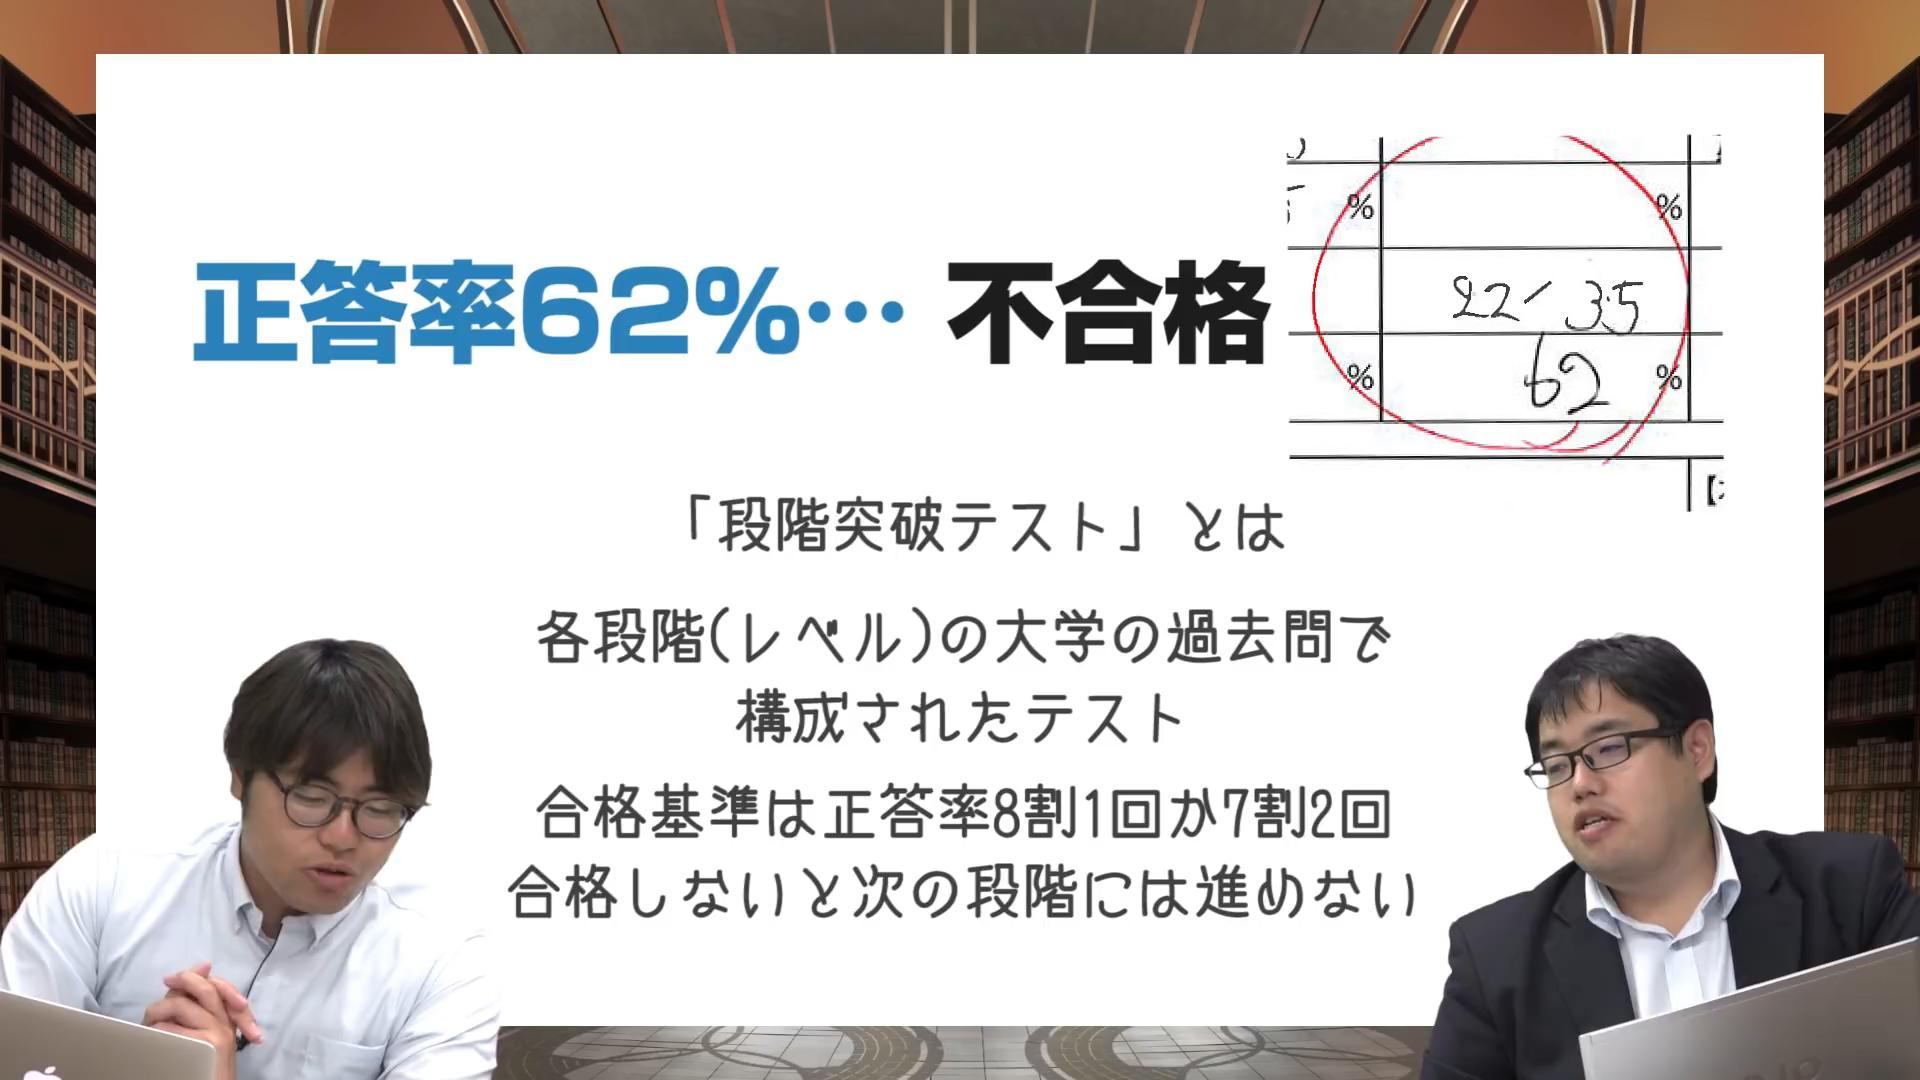 正答率62%… 不合格
%
%
22/35
%
62 %
「段階突破テスト」とは
各段階(レベル)の大学の過去問で
構成されたテスト
合格基準は正答率8割1回か7割2回
合格しないと次の段階には進めない